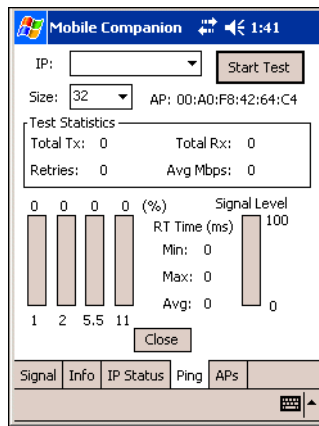 Mobile Companion 1:41
IP: Start Test
Size: 32 AP: 00:A0:F8:42:64:C4
Test Statistics
Total Tx: 0 Total Rx: 0
Retries: 0 Avg Mbps: 0
0 0 0 0 (%) Signal Level
100
RT Time (ms)
Min: 0
Max: 0
Avg: 0 0
1 2 5.5 11
Close
Signal Info IP Status Ping APs